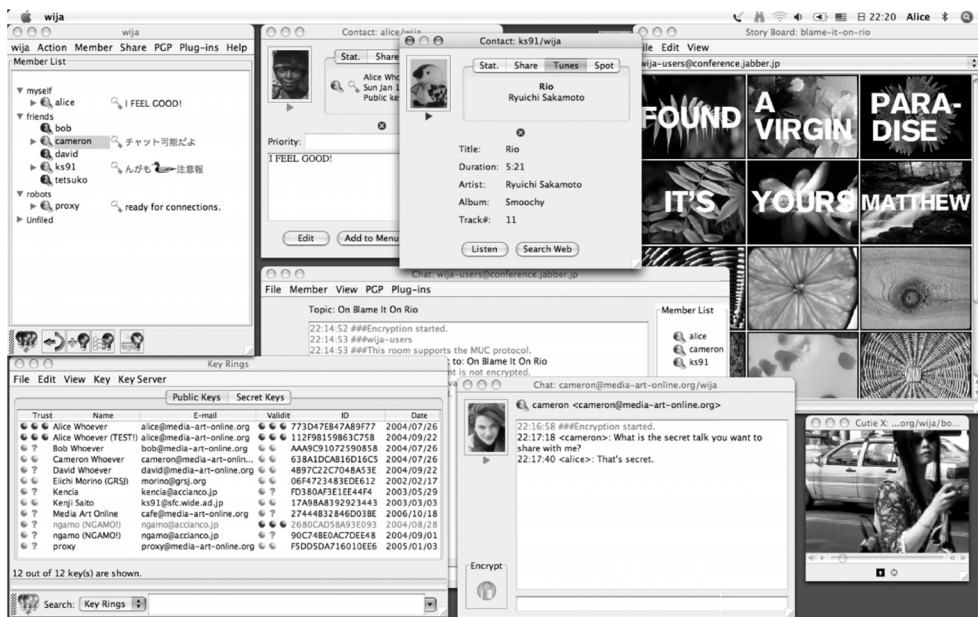 wija
日 22:20 Alice
wija
wija Action Member Share PGP Plug-ins Help
Member List
myself
alice I FEEL GOOD!
friends
bob
cameron チャット可能だよ
david
ks91 んがも 注意報
tetsuko
robots
proxy ready for connections.
Unfiled
Contact: alice/wija
Stat. Share
Alice Who
Sun Jan 1
Public ke
Priority:
I FEEL GOOD!
Edit Add to Menu
Contact: ks91/wija
Stat. Share Tunes Spot
Rio
Ryuichi Sakamoto
Title: Rio
Duration: 5:21
Artist: Ryuichi Sakamoto
Album: Smoochy
Track#: 11
Listen Search Web
Story Board: blame-it-on-rio
File Edit View
wija-users@conference.jabber.jp
FOUND
A VIRGIN
PARA-
DISE
IT'S
YOURS
MATTHEW
Chat: wija-users@conference.jabber.jp
File Member View PGP Plug-ins
Topic: On Blame It On Rio
22:14:52 ###Encryption started.
22:14:53 ###wija-users
22:14:53 ###This room supports the MUC protocol.
t to: On Blame It On Rio
nt is not encrypted.
Member List
alice
cameron
ks91
Key Rings
File Edit View Key Key Server
Public Keys Secret Keys
Trust Name E-mail Validit ID Date
Alice Whoever alice@media-art-online.org 773D47EB47A89F77 2004/07/26
Alice Whoever (TEST!) alice@media-art-online.org 112F9B159B63C75B 2004/09/22
? Bob Whoever bob@media-art-online.org AAA9C91072590858 2004/07/26
? Cameron Whoever cameron@media-art-onlin... 638A1DCAB16D16C5 2004/07/26
? David Whoever david@media-art-online.org 4B97C22C7048A53E 2004/09/22
Eiichi Morino (GRSJ) morino@grsj.org 06F4723483EDE612 2002/02/17
? Kencia kencia@accianco.jp ? FD380AF3E1EE44F4 2003/05/29
Kenji Saito ks91@sfc.wide.ad.jp 17A98A8392923443 2003/03/03
? Media Art Online cafe@media-art-online.org ? 27444B32846D03BE 2006/10/18
? ngamo (NGAMO!) ngamo@accianco.jp 2680CAD58A93E093 2004/08/28
? ngamo (NGAMO!) ngamo@accianco.jp ? 90C74BE0AC7DEE48 2004/09/01
? proxy proxy@media-art-online.org F5DD5DA716010EE6 2005/01/03
12 out of 12 key(s) are shown.
Search: Key Rings
Chat: cameron@media-art-online.org/wija
cameron <cameron@media-art-online.org>
22:16:58 ###Encryption started.
22:17:18 <cameron>: What is the secret talk you want to
share with me?
22:17:40 <alice>: That's secret.
Encrypt
Cutie X: ...org/wija/bo...